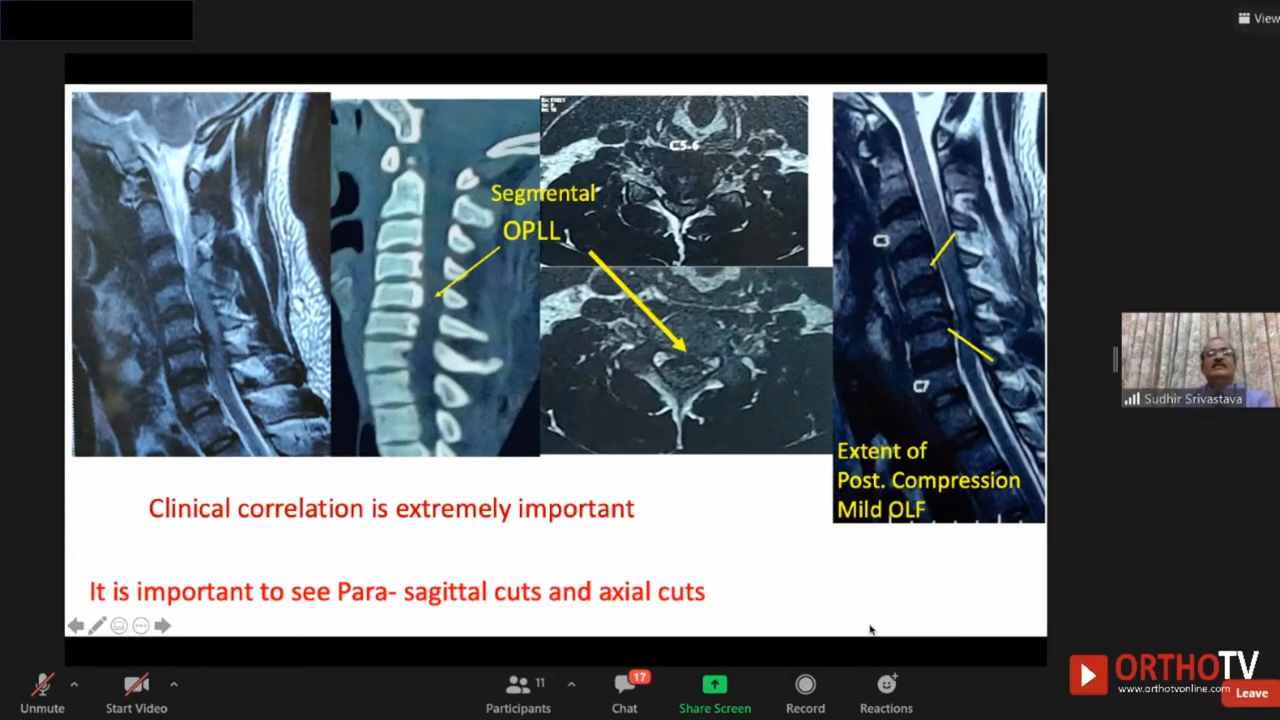 View
C5-6
Segmental
OPLL
C3
C7
Extent of
Post. Compression
Mild OLF
Clinical correlation is extremely important
It is important to see Para- sagittal cuts and axial cuts
Sudhir Srivastava
ORTHOTV
www.orthotvonline.com
Leave
Unmute
Start Video
11
Participants
17
Chat
Share Screen
Record
Reactions